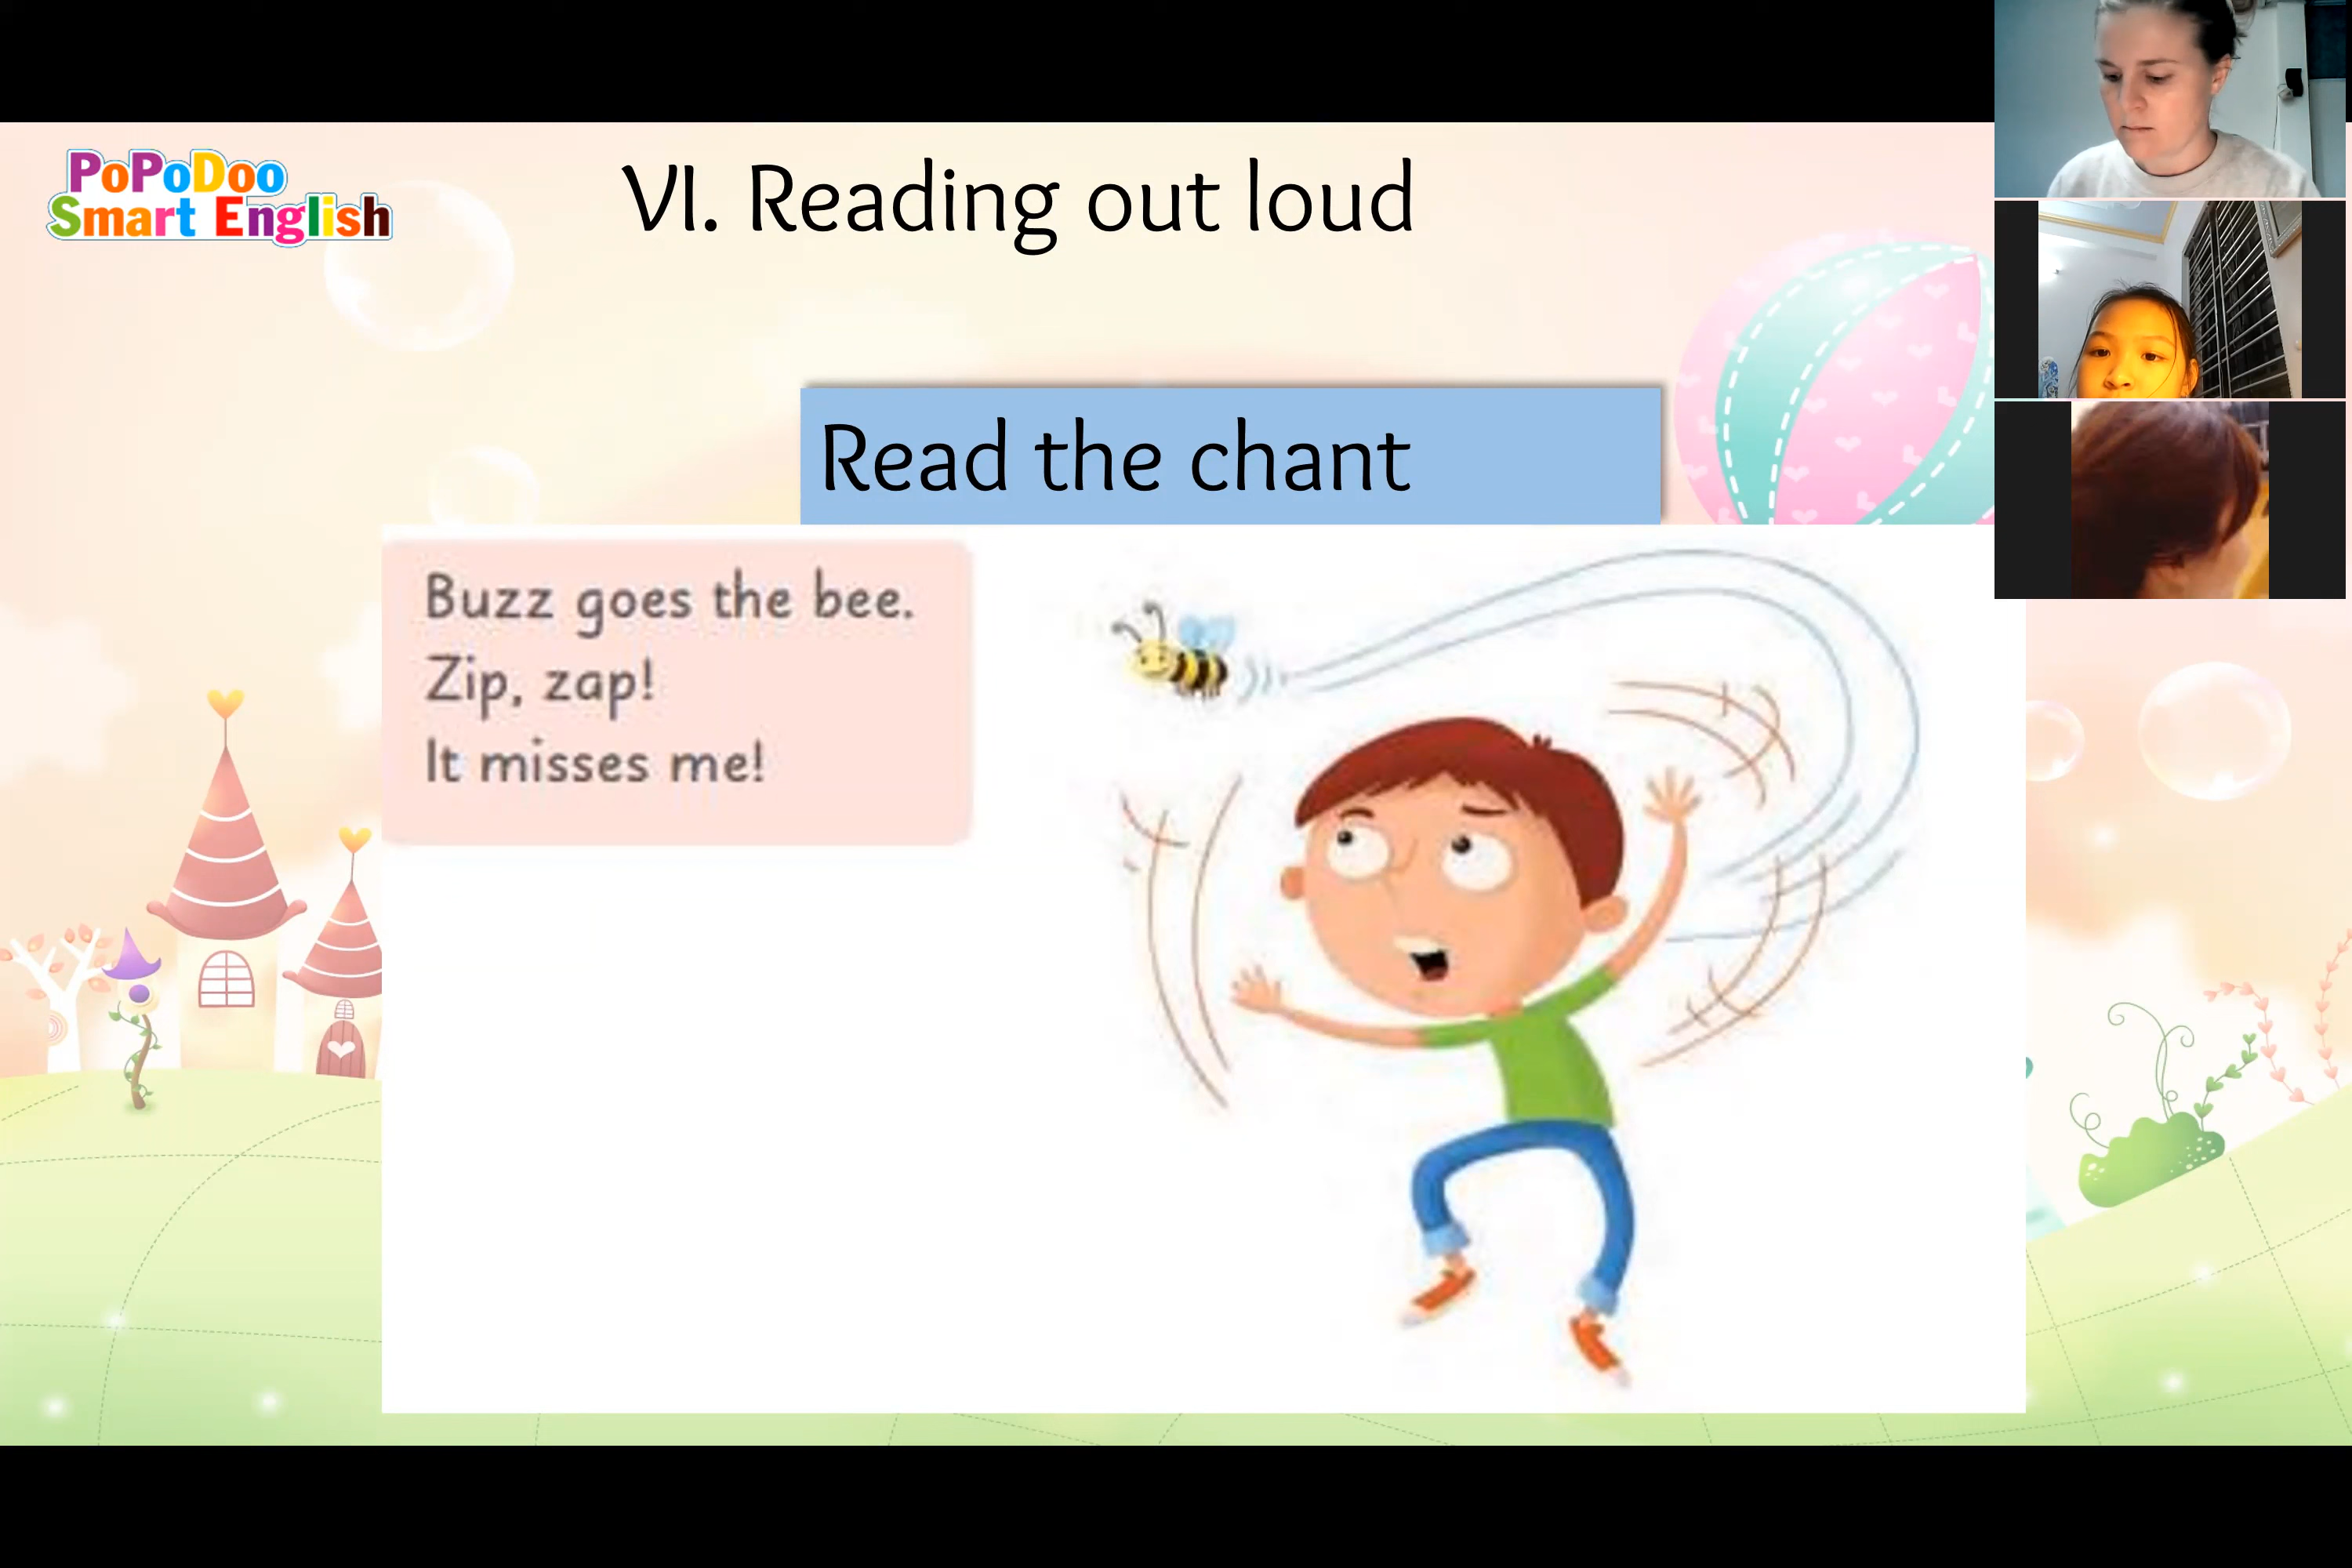 PoPoDoo
Smart English
VI. Reading out loud
Read the chant
Buzz goes the bee.
Zip, zap!
It misses me!